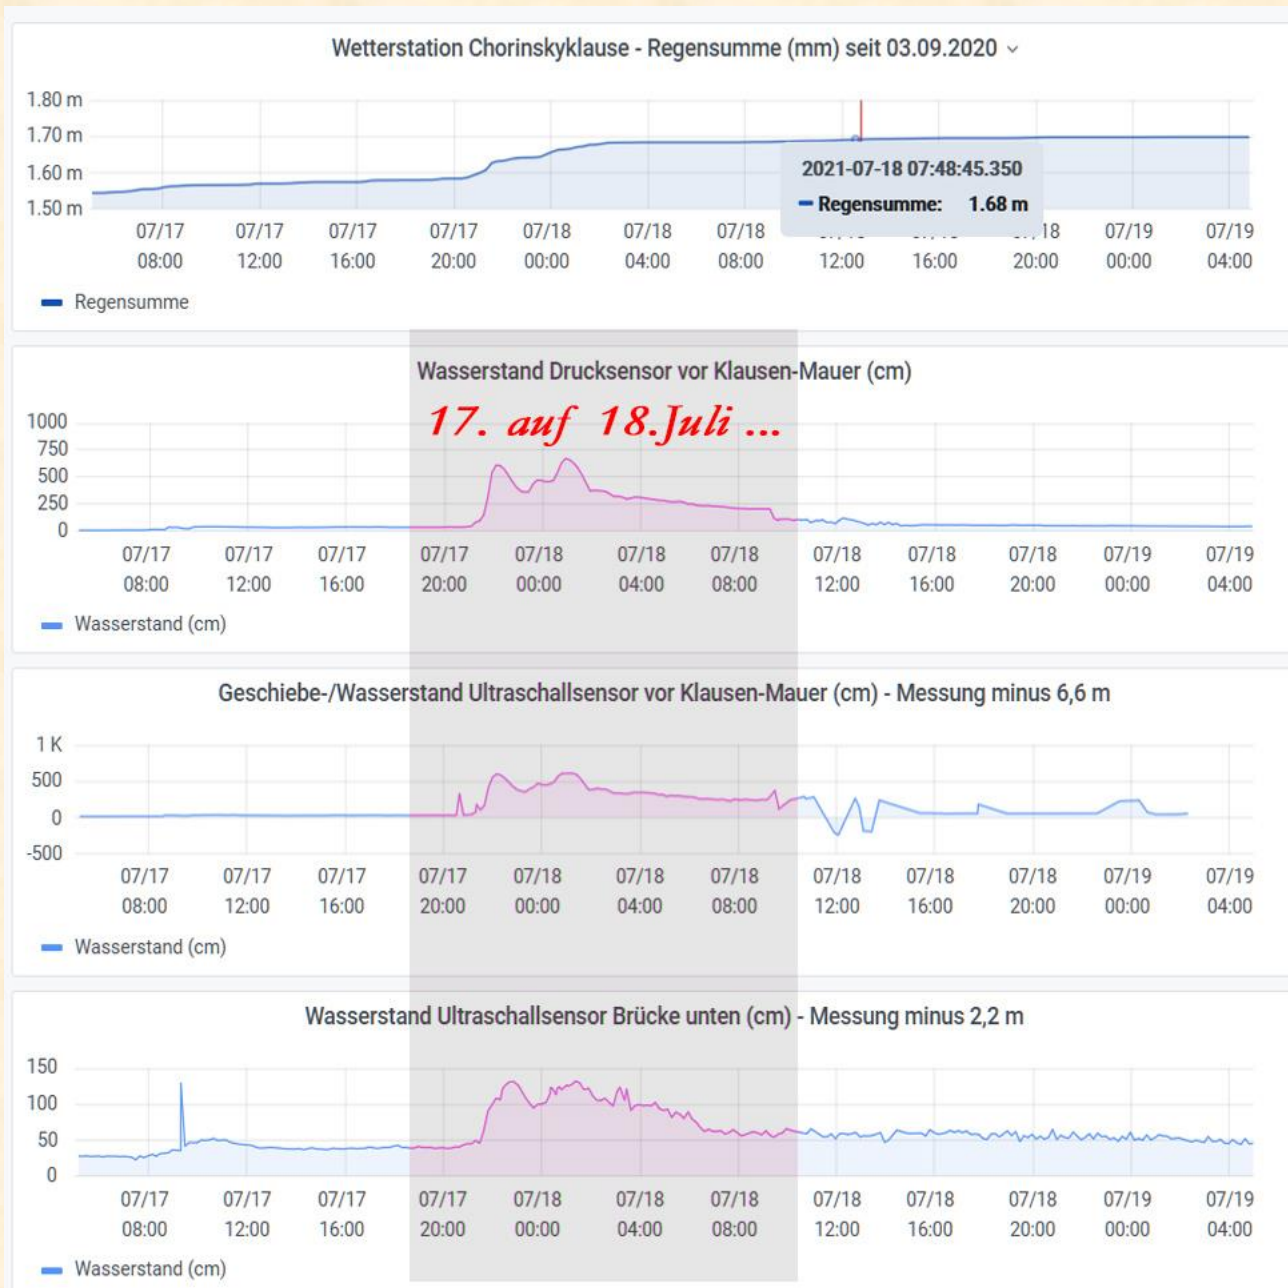 Wetterstation Chorinskyklause - Regensumme (mm) seit 03.09.2020
1.80 m
1.70 m
1.60 m
1.50 m
2021-07-18 07:48:45.350
Regensumme: 1.68 m
07/17 07/17 07/17 07/17 07/18 07/18 07/18 07/19 07/19
08:00 12:00 16:00 20:00 00:00 04:00 08:00 12:00 16:00 20:00 00:00 04:00
Regensumme
Wasserstand Drucksensor vor Klausen-Mauer (cm)
17. auf 18.Juli ...
1000
750
500
250
0
07/17 07/17 07/17 07/17 07/18 07/18 07/18 07/18 07/18 07/18 07/19 07/19
08:00 12:00 16:00 20:00 00:00 04:00 08:00 12:00 16:00 20:00 00:00 04:00
Wasserstand (cm)
Geschiebe-/Wasserstand Ultraschallsensor vor Klausen-Mauer (cm) - Messung minus 6,6 m
1 K
500
0
-500
07/17 07/17 07/17 07/17 07/18 07/18 07/18 07/18 07/18 07/18 07/19 07/19
08:00 12:00 16:00 20:00 00:00 04:00 08:00 12:00 16:00 20:00 00:00 04:00
Wasserstand (cm)
Wasserstand Ultraschallsensor Brücke unten (cm) - Messung minus 2,2 m
150
100
50
0
07/17 07/17 07/17 07/17 07/18 07/18 07/18 07/18 07/18 07/18 07/19 07/19
08:00 12:00 16:00 20:00 00:00 04:00 08:00 12:00 16:00 20:00 00:00 04:00
Wasserstand (cm)